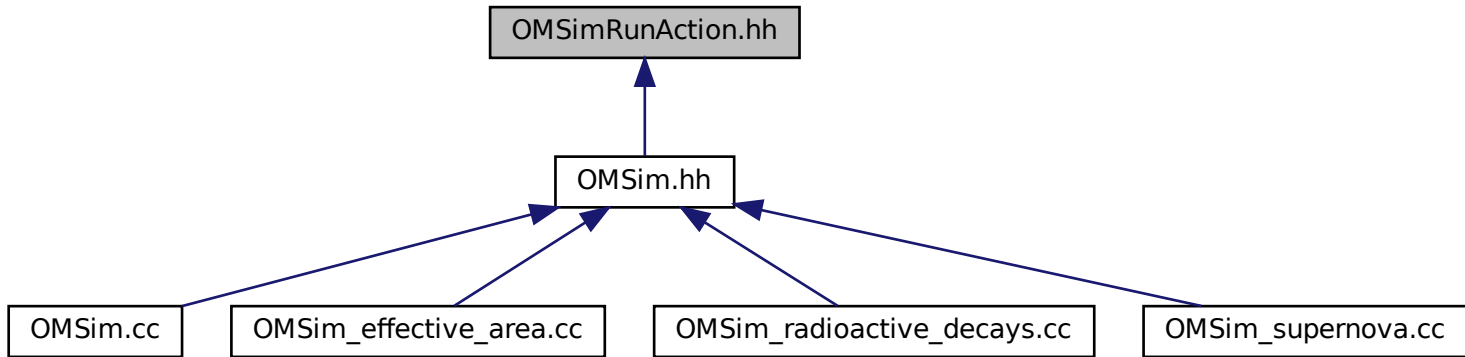 OMSimRunAction.hh
OMSim.hh
OMSim.cc
OMSim_effective_area.cc
OMSim_radioactive_decays.cc
OMSim_supernova.cc